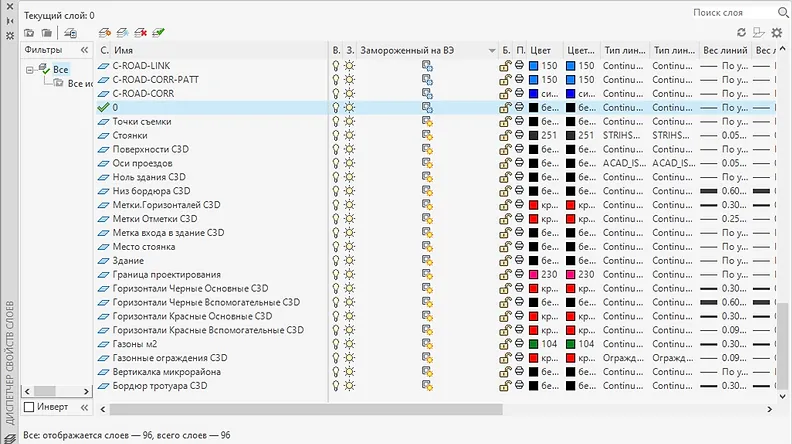 Текущий слой: 0
Поиск слоя
Фильтры
Все
Все ис
Инверт
С. Имя В. З. Замороженный на ВЭ Б. П. Цвет Цвет... Тип лин... Тип лин... Вес линий Вес л
C-ROAD-LINK 150 150 Continu... Continu... По у...
C-ROAD-CORR-PATT 150 150 Continu... Continu... По у...
C-ROAD-CORR си... си... Continu... Continu... По у...
0 бе... бе... Continu... Continu... По у...
Точки съемки бе... бе... Continu... Continu... По у...
Стоянки 251 251 STRIHS... STRIHS... 0.05...
Поверхности C3D бе... бе... Continu... Continu... По у...
Оси проездов бе... бе... ACAD_IS... ACAD_IS... 0.05...
Ноль здания C3D бе... бе... Continu... Continu... По у...
Низ бордюра C3D бе... бе... Continu... Continu... 0.60...
Метки.Горизонталей C3D кр... кр... Continu... Continu... 0.30...
Метки Отметки C3D кр... кр... Continu... Continu... 0.25...
Метка входа в здание C3D бе... бе... Continu... Continu... По у...
Место стоянка бе... бе... Continu... Continu... По у...
Здание бе... бе... Continu... Continu... По у...
Граница проектирования 230 230 Continu... Continu... По у...
Горизонтали Черные Основные C3D кр... кр... Continu... Continu... 0.30...
Горизонтали Черные Вспомогательные C3D бе... бе... Continu... Continu... 0.60...
Горизонтали Красные Основные C3D кр... кр... Continu... Continu... 0.30...
Горизонтали Красные Вспомогательные C3D кр... кр... Continu... Continu... 0.09...
Газоны м2 104 104 Continu... Continu... 0.30...
Газонные ограждения C3D кр... кр... Огражд... Огражд... 0.09...
Вертикалка микрорайона бе... бе... Continu... Continu... По у...
Бордюр тротуара C3D бе... бе... Continu... Continu... 0.30...
ДИСПЕТЧЕР СВОЙСТВ СЛОЕВ
Все: отображается слоев — 96, всего слоев — 96